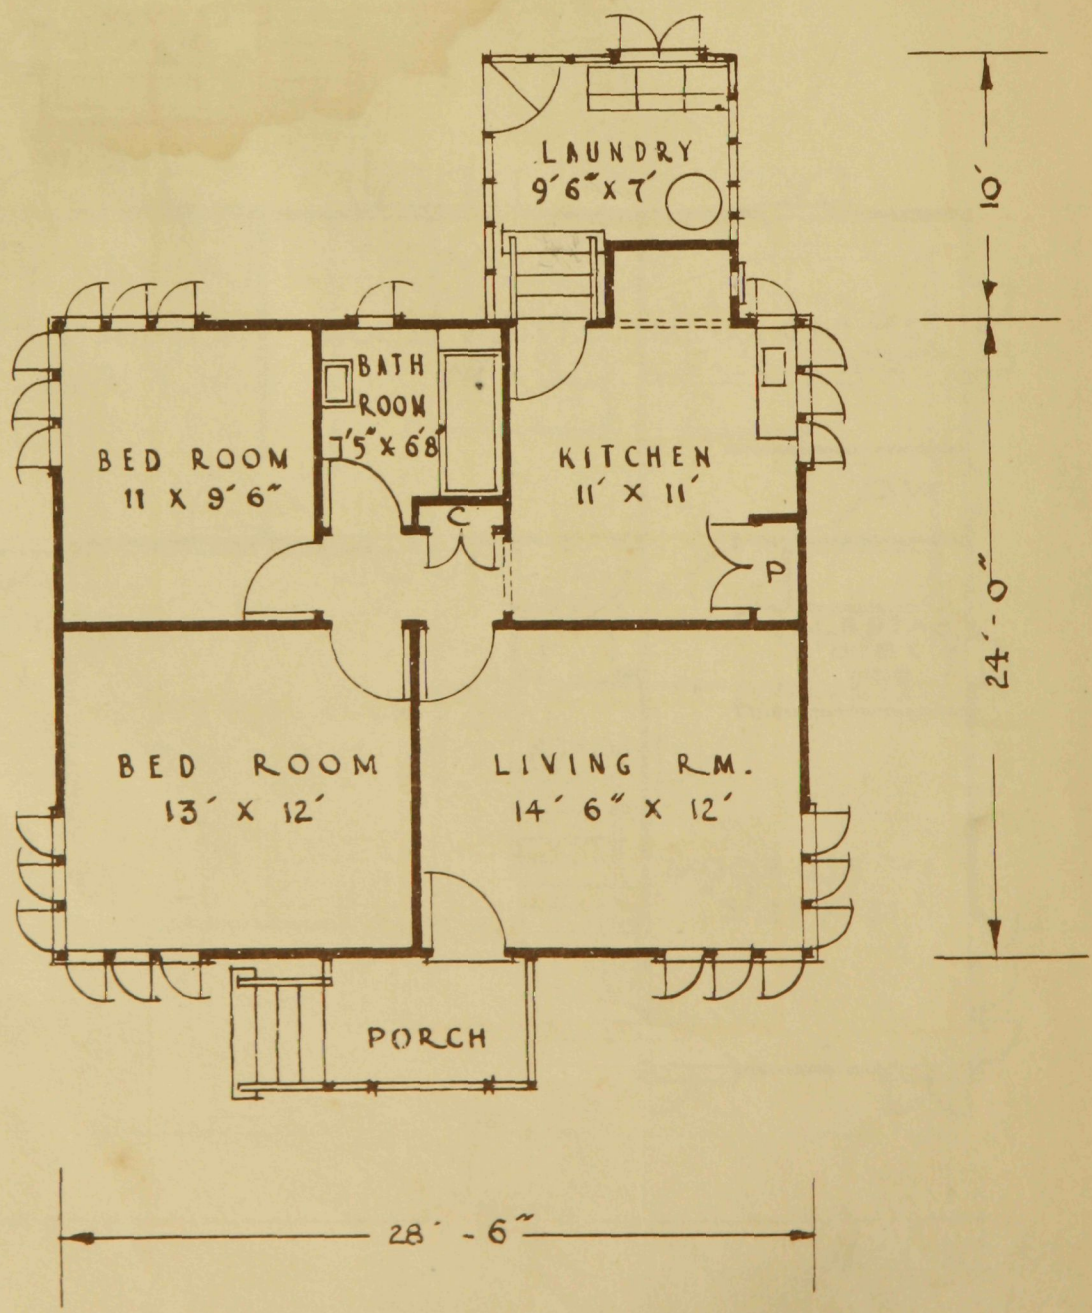 LAUNDRY
9'6" X 7'
10'
BATH
ROOM
7'5" X 6'8"
BED ROOM
11 X 9'6"
KITCHEN
11' X 11'
C
P
24'-0"
BED ROOM
13' X 12'
LIVING RM.
14'6" X 12'
PORCH
28'-6"